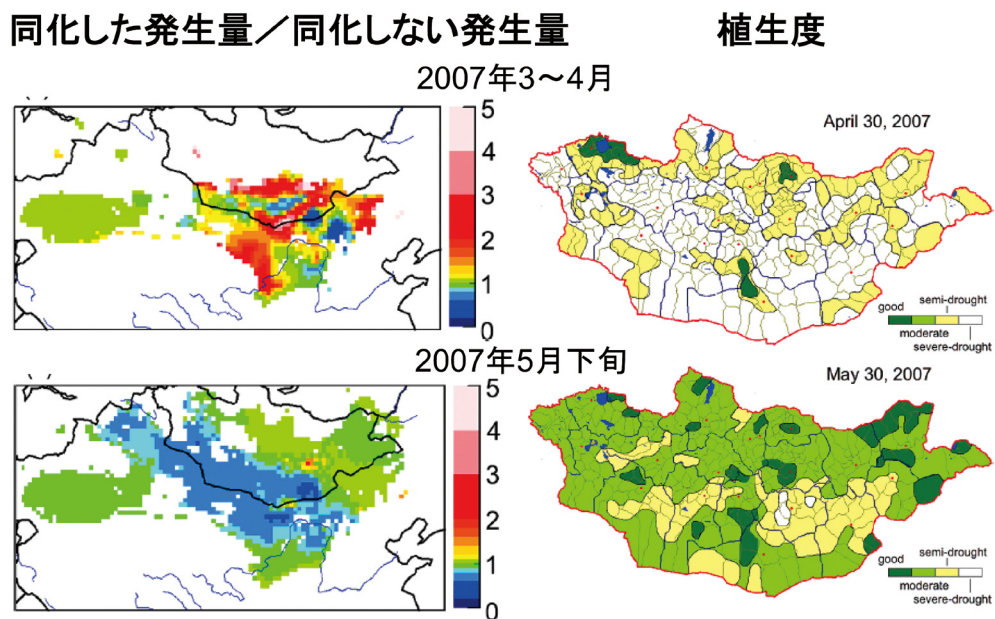 同化した発生量／同化しない発生量
植生度
2007年3～4月
5
4
3
2
1
0
April 30, 2007
good
semi-drought
moderate
severe-drought
2007年5月下旬
5
4
3
2
1
0
May 30, 2007
good
semi-drought
moderate
severe-drought